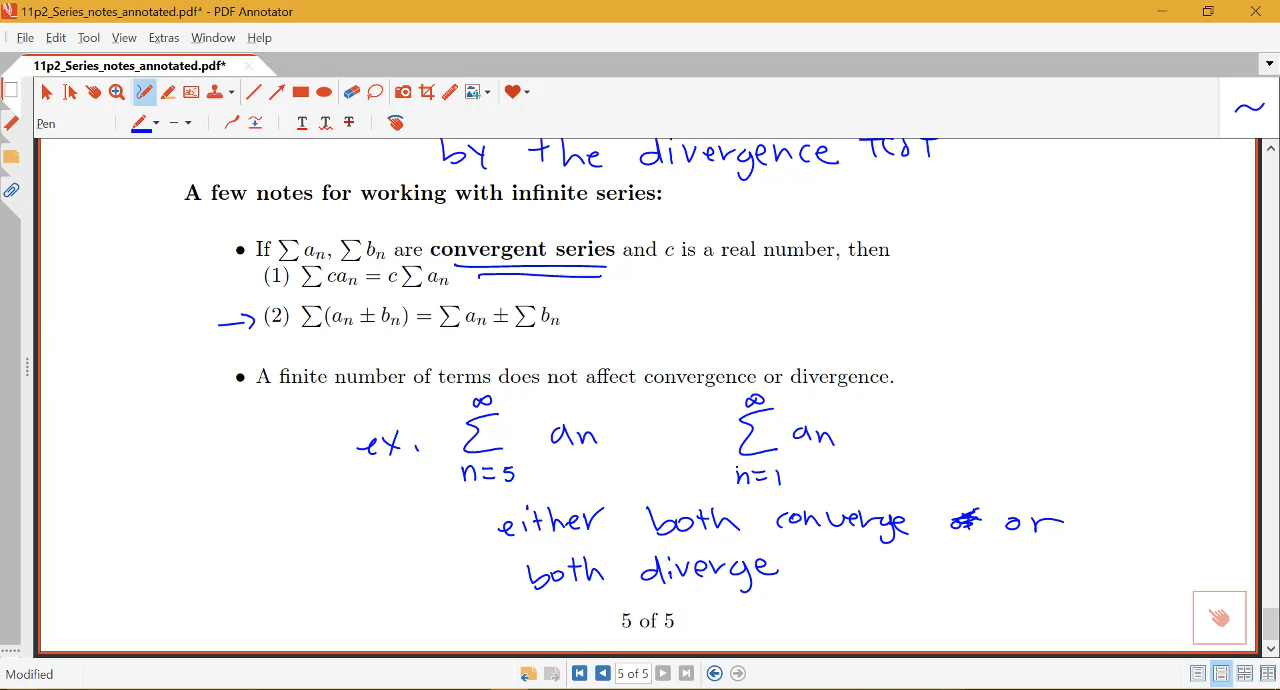 11p2_Series_notes_annotated.pdf* - PDF Annotator
File Edit Tool View Extras Window Help
11p2_Series_notes_annotated.pdf*
Pen
by the divergence
A few notes for working with infinite series:
• If ∑ aₙ, ∑ bₙ are convergent series and c is a real number, then
(1) ∑ caₙ = c ∑ aₙ
→ (2) ∑(aₙ ± bₙ) = ∑ aₙ ± ∑ bₙ
• A finite number of terms does not affect convergence or divergence.
ex. ∑_{n=5}^{∞} an ∑_{n=1}^{∞} an
either both converge or
both diverge
5 of 5
Modified 5 of 5